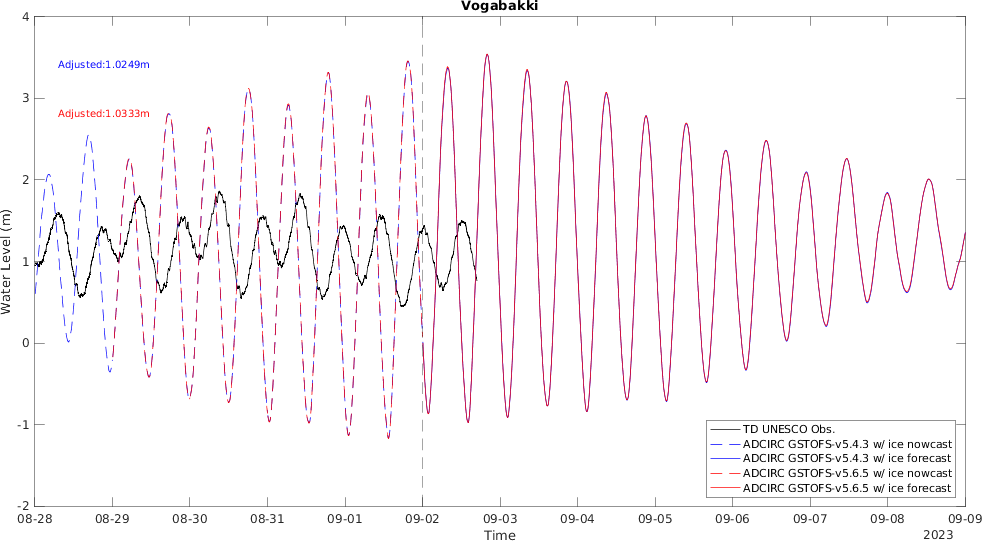 Vogabakki
4
Adjusted:1.0249m
3
Adjusted:1.0333m
2
1
0
-1
-2
Water Level (m)
TD UNESCO Obs.
ADCIRC GSTOFS-v5.4.3 w/ ice nowcast
ADCIRC GSTOFS-v5.4.3 w/ ice forecast
ADCIRC GSTOFS-v5.6.5 w/ ice nowcast
ADCIRC GSTOFS-v5.6.5 w/ ice forecast
08-28 08-29 08-30 08-31 09-01 09-02 09-03 09-04 09-05 09-06 09-07 09-08 09-09
Time
2023